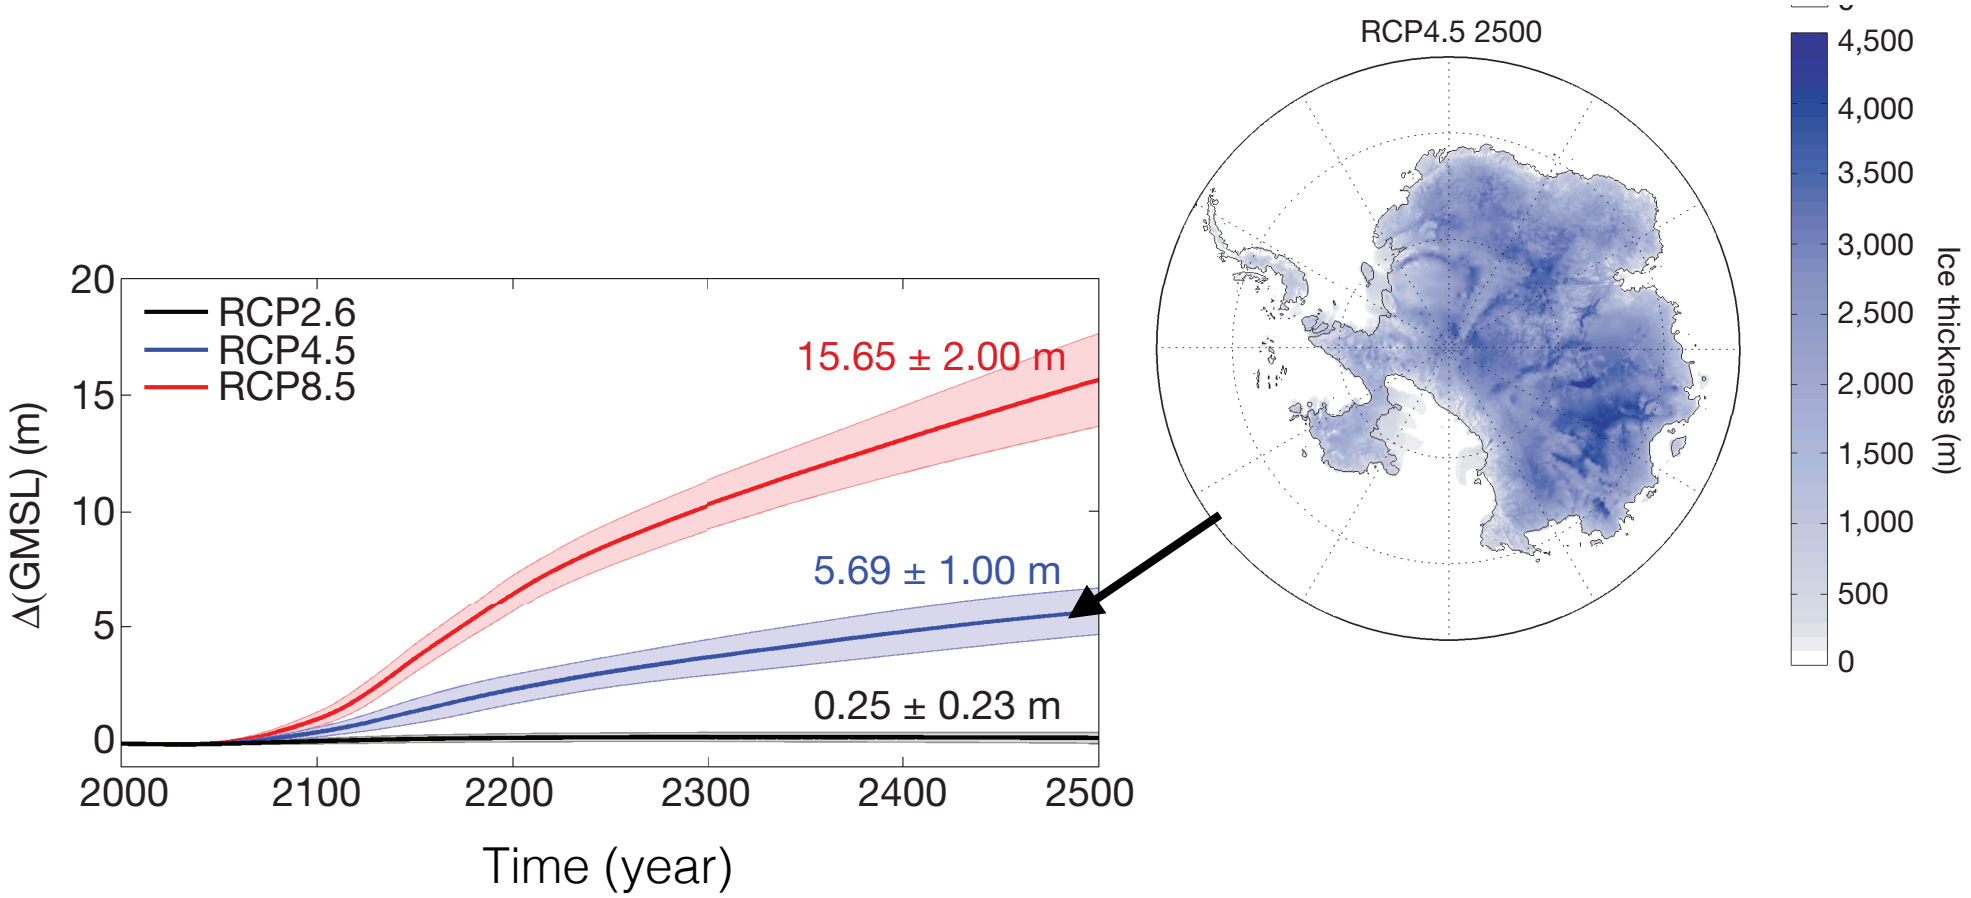 RCP4.5 2500
4,500
4,000
3,500
3,000
2,500
2,000
1,500
1,000
500
0
Ice thickness (m)
20
15
10
5
0
Δ(GMSL) (m)
RCP2.6
RCP4.5
RCP8.5
15.65 ± 2.00 m
5.69 ± 1.00 m
0.25 ± 0.23 m
2000 2100 2200 2300 2400 2500
Time (year)